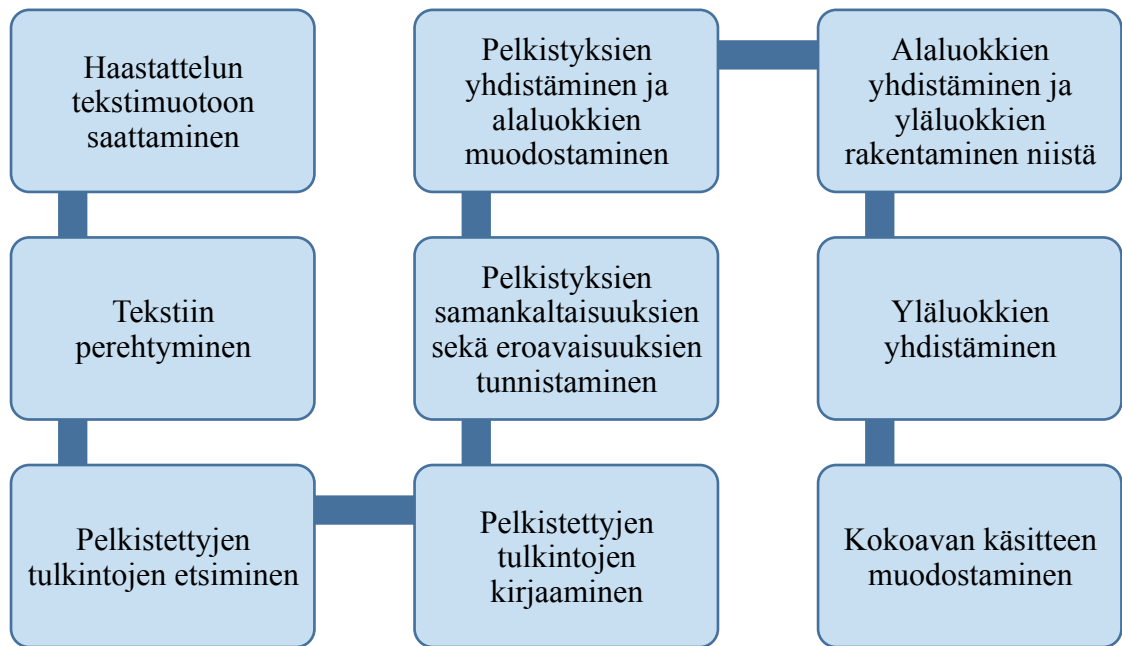 Haastattelun
tekstimuotoon
saattaminen
Tekstiin
perehtyminen
Pelkistettyjen
tulkintojen etsiminen
Pelkistettyjen
tulkintojen
kirjaaminen
Pelkistyksien
samankaltaisuuksien
sekä eroavaisuuksien
tunnistaminen
Pelkistyksien
yhdistäminen ja
alaluokkien
muodostaminen
Alaluokkien
yhdistäminen ja
yläluokkien
rakentaminen niistä
Yläluokkien
yhdistäminen
Kokoavan käsitteen
muodostaminen